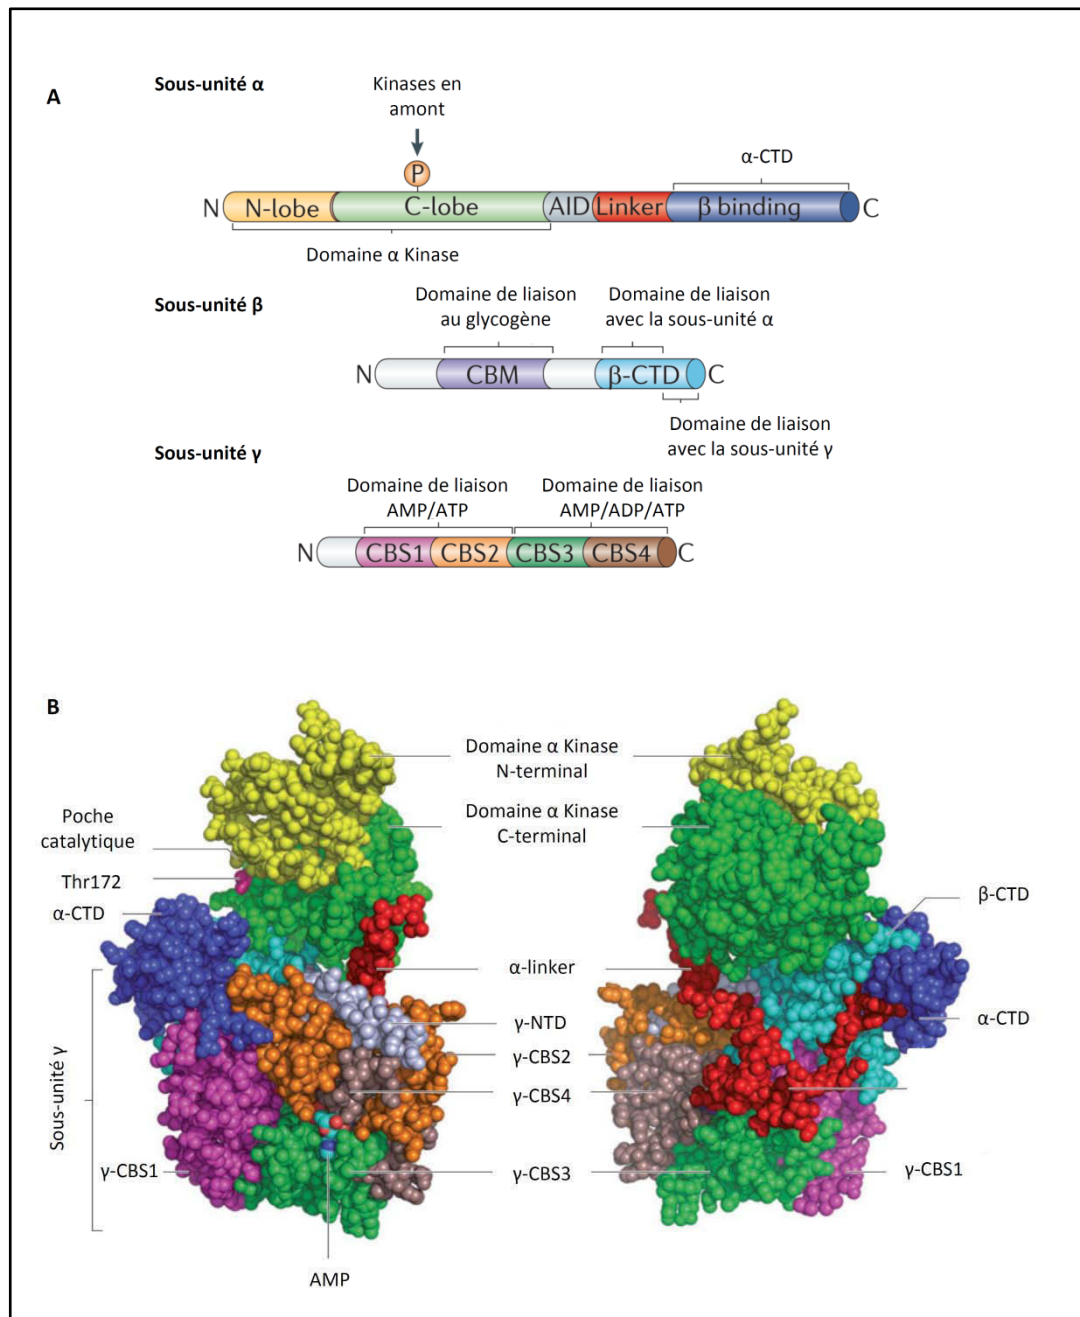 A
Sous-unité α
Kinases en
amont
P
α-CTD
N
N-lobe
C-lobe
AID
Linker
β binding
C
Domaine α Kinase
Sous-unité β
Domaine de liaison
au glycogène
Domaine de liaison
avec la sous-unité α
N
CBM
β-CTD
C
Domaine de liaison
avec la sous-unité γ
Sous-unité γ
Domaine de liaison
AMP/ATP
Domaine de liaison
AMP/ADP/ATP
N
CBS1
CBS2
CBS3
CBS4
C
B
Domaine α Kinase
N-terminal
Domaine α Kinase
C-terminal
Poche
catalytique
Thr172
α-CTD
β-CTD
α-linker
γ-NTD
α-CTD
γ-CBS2
γ-CBS4
Sous-unité γ
γ-CBS1
γ-CBS3
γ-CBS1
AMP